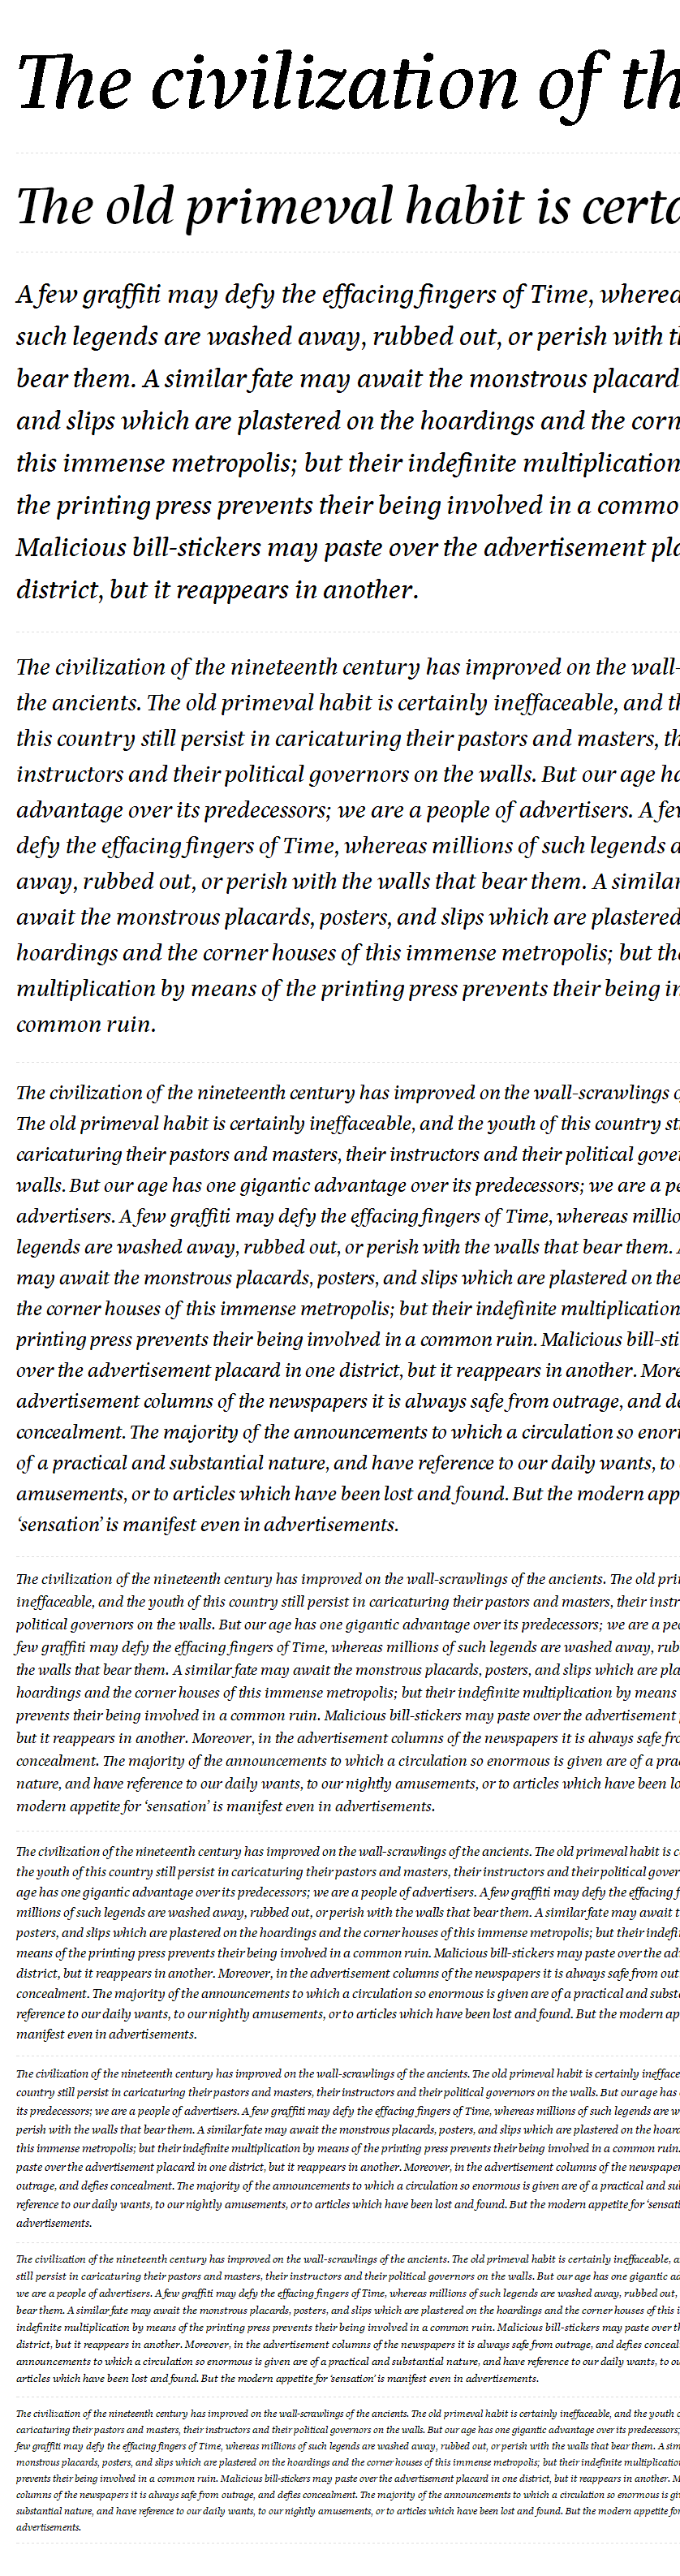 The civilization of th
The old primeval habit is certa
A few graffiti may defy the effacing fingers of Time, wherea
such legends are washed away, rubbed out, or perish with t
bear them. A similar fate may await the monstrous placard
and slips which are plastered on the hoardings and the corn
this immense metropolis; but their indefinite multiplication
the printing press prevents their being involved in a commo
Malicious bill-stickers may paste over the advertisement pla
district, but it reappears in another.
The civilization of the nineteenth century has improved on the wall-
the ancients. The old primeval habit is certainly ineffaceable, and th
this country still persist in caricaturing their pastors and masters, th
instructors and their political governors on the walls. But our age ha
advantage over its predecessors; we are a people of advertisers. A few
defy the effacing fingers of Time, whereas millions of such legends a
away, rubbed out, or perish with the walls that bear them. A similar
await the monstrous placards, posters, and slips which are plastered
hoardings and the corner houses of this immense metropolis; but the
multiplication by means of the printing press prevents their being in
common ruin.
The civilization of the nineteenth century has improved on the wall-scrawlings o
The old primeval habit is certainly ineffaceable, and the youth of this country st
caricaturing their pastors and masters, their instructors and their political gover
walls. But our age has one gigantic advantage over its predecessors; we are a pe
advertisers. A few graffiti may defy the effacing fingers of Time, whereas millio
legends are washed away, rubbed out, or perish with the walls that bear them. A
may await the monstrous placards, posters, and slips which are plastered on the
the corner houses of this immense metropolis; but their indefinite multiplication
printing press prevents their being involved in a common ruin. Malicious bill-sti
over the advertisement placard in one district, but it reappears in another. More
advertisement columns of the newspapers it is always safe from outrage, and de
concealment. The majority of the announcements to which a circulation so enor
of a practical and substantial nature, and have reference to our daily wants, to
amusements, or to articles which have been lost and found. But the modern app
‘sensation’ is manifest even in advertisements.
The civilization of the nineteenth century has improved on the wall-scrawlings of the ancients. The old pri
ineffaceable, and the youth of this country still persist in caricaturing their pastors and masters, their instr
political governors on the walls. But our age has one gigantic advantage over its predecessors; we are a peo
few graffiti may defy the effacing fingers of Time, whereas millions of such legends are washed away, rub
the walls that bear them. A similar fate may await the monstrous placards, posters, and slips which are pla
hoardings and the corner houses of this immense metropolis; but their indefinite multiplication by means
prevents their being involved in a common ruin. Malicious bill-stickers may paste over the advertisement p
but it reappears in another. Moreover, in the advertisement columns of the newspapers it is always safe fro
concealment. The majority of the announcements to which a circulation so enormous is given are of a prac
nature, and have reference to our daily wants, to our nightly amusements, or to articles which have been lo
modern appetite for ‘sensation’ is manifest even in advertisements.
The civilization of the nineteenth century has improved on the wall-scrawlings of the ancients. The old primeval habit is c
the youth of this country still persist in caricaturing their pastors and masters, their instructors and their political gover
age has one gigantic advantage over its predecessors; we are a people of advertisers. A few graffiti may defy the effacing f
millions of such legends are washed away, rubbed out, or perish with the walls that bear them. A similar fate may await t
posters, and slips which are plastered on the hoardings and the corner houses of this immense metropolis; but their indefi
means of the printing press prevents their being involved in a common ruin. Malicious bill-stickers may paste over the adv
district, but it reappears in another. Moreover, in the advertisement columns of the newspapers it is always safe from out
concealment. The majority of the announcements to which a circulation so enormous is given are of a practical and substa
reference to our daily wants, to our nightly amusements, or to articles which have been lost and found. But the modern ap
manifest even in advertisements.
The civilization of the nineteenth century has improved on the wall-scrawlings of the ancients. The old primeval habit is certainly ineffac
country still persist in caricaturing their pastors and masters, their instructors and their political governors on the walls. But our age has
its predecessors; we are a people of advertisers. A few graffiti may defy the effacing fingers of Time, whereas millions of such legends are w
perish with the walls that bear them. A similar fate may await the monstrous placards, posters, and slips which are plastered on the hoard
this immense metropolis; but their indefinite multiplication by means of the printing press prevents their being involved in a common ruin.
paste over the advertisement placard in one district, but it reappears in another. Moreover, in the advertisement columns of the newspaper
outrage, and defies concealment. The majority of the announcements to which a circulation so enormous is given are of a practical and sub
reference to our daily wants, to our nightly amusements, or to articles which have been lost and found. But the modern appetite for ‘sensati
advertisements.
The civilization of the nineteenth century has improved on the wall-scrawlings of the ancients. The old primeval habit is certainly ineffaceable, a
still persist in caricaturing their pastors and masters, their instructors and their political governors on the walls. But our age has one gigantic ad
we are a people of advertisers. A few graffiti may defy the effacing fingers of Time, whereas millions of such legends are washed away, rubbed out,
bear them. A similar fate may await the monstrous placards, posters, and slips which are plastered on the hoardings and the corner houses of this i
indefinite multiplication by means of the printing press prevents their being involved in a common ruin. Malicious bill-stickers may paste over th
district, but it reappears in another. Moreover, in the advertisement columns of the newspapers it is always safe from outrage, and defies conceal
announcements to which a circulation so enormous is given are of a practical and substantial nature, and have reference to our daily wants, to ou
articles which have been lost and found. But the modern appetite for ‘sensation’ is manifest even in advertisements.
The civilization of the nineteenth century has improved on the wall-scrawlings of the ancients. The old primeval habit is certainly ineffaceable, and the youth o
caricaturing their pastors and masters, their instructors and their political governors on the walls. But our age has one gigantic advantage over its predecessors;
few graffiti may defy the effacing fingers of Time, whereas millions of such legends are washed away, rubbed out, or perish with the walls that bear them. A sim
monstrous placards, posters, and slips which are plastered on the hoardings and the corner houses of this immense metropolis; but their indefinite multiplicatio
prevents their being involved in a common ruin. Malicious bill-stickers may paste over the advertisement placard in one district, but it reappears in another. M
columns of the newspapers it is always safe from outrage, and defies concealment. The majority of the announcements to which a circulation so enormous is gi
substantial nature, and have reference to our daily wants, to our nightly amusements, or to articles which have been lost and found. But the modern appetite for
advertisements.